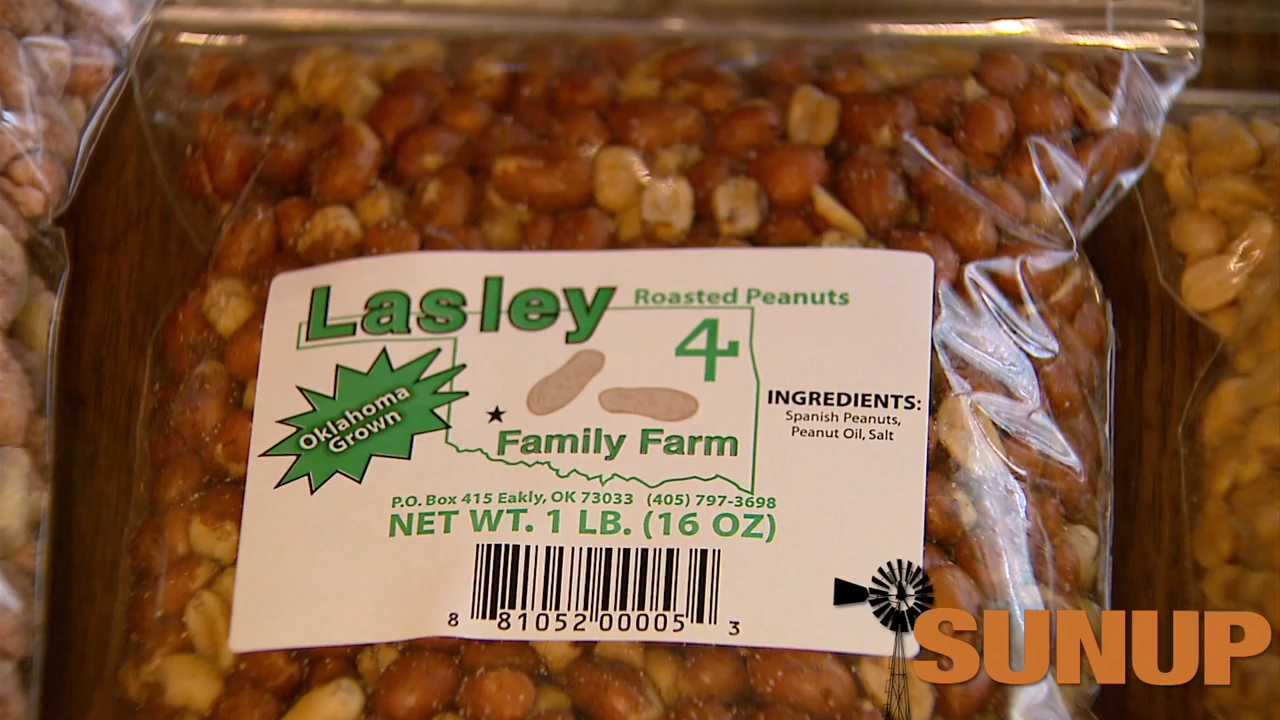 Lasley
Roasted Peanuts
4
Oklahoma
Grown
Family Farm
INGREDIENTS:
Spanish Peanuts,
Peanut Oil, Salt
P.O. Box 415 Eakly, OK 73033 (405) 797-3698
NET WT. 1 LB. (16 OZ)
8 81052 00005 3
SUNUP